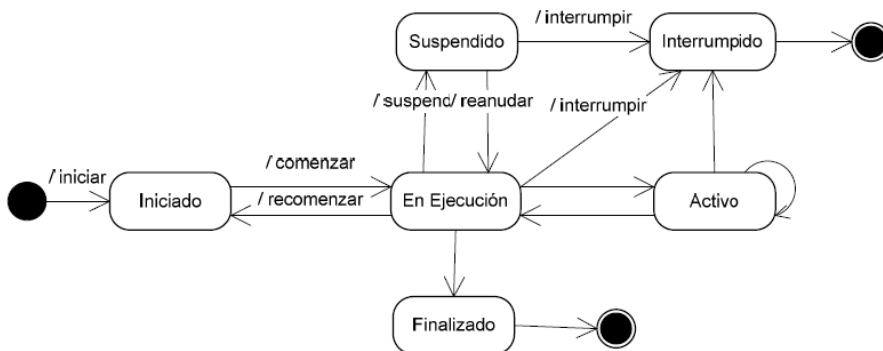 / interrumpir
Suspendido
Interrumpido
/ suspend
/ reanudar
/ interrumpir
/ iniciar
/ comenzar
Iniciado
/ recomenzar
En Ejecución
Activo
Finalizado